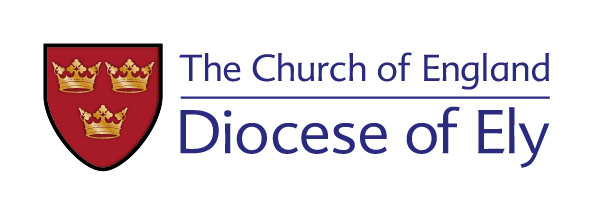 The Church of England
Diocese of Ely